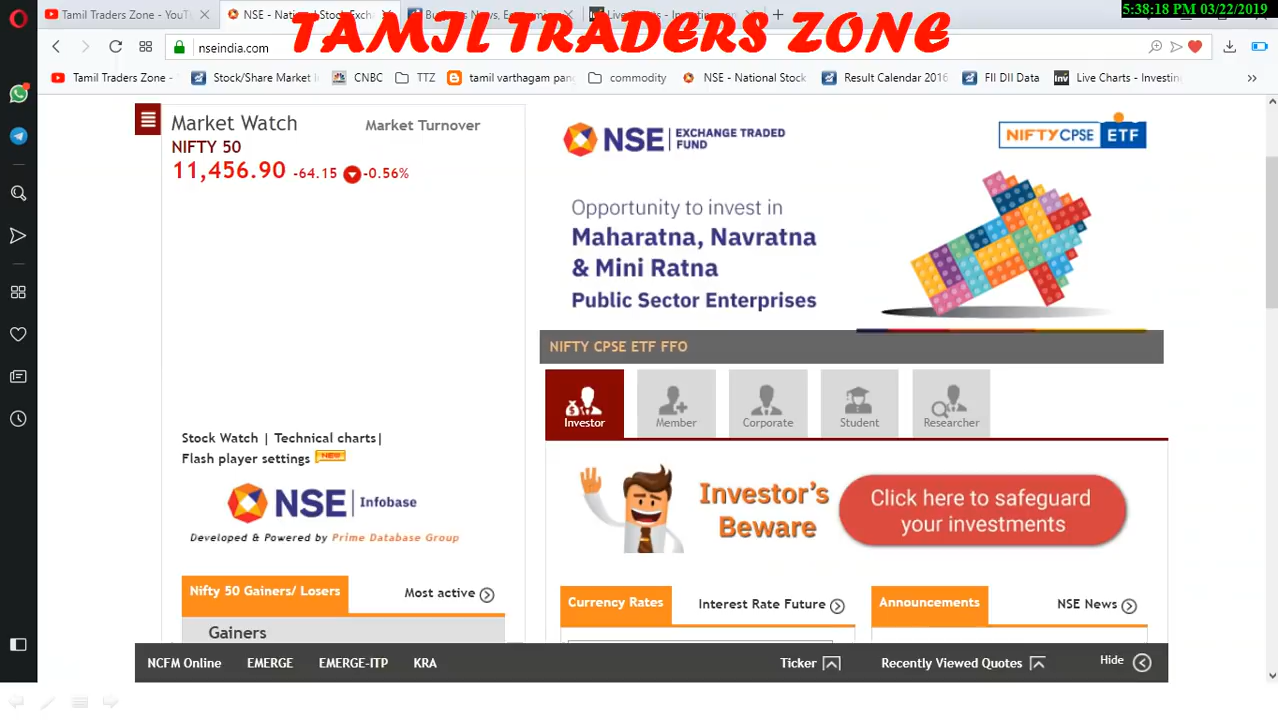 Tamil Traders Zone - YouT
NSE - National Stock Exch
TAMIL TRADERS ZONE
5:38:18 PM 03/22/2019
nseindia.com
Tamil Traders Zone -
Stock/Share Market
CNBC
TTZ
tamil varthagam pan
commodity
NSE - National Stock
Result Calendar 2016
FII DII Data
Live Charts - Investin
Market Watch
Market Turnover
NIFTY 50
11,456.90 -64.15 -0.56%
NSE EXCHANGE TRADED FUND
NIFTY CPSE ETF
Opportunity to invest in
Maharatna, Navratna
& Mini Ratna
Public Sector Enterprises
NIFTY CPSE ETF FFO
Investor
Member
Corporate
Student
Researcher
Stock Watch | Technical charts|
Flash player settings NEW
NSE Infobase
Developed & Powered by Prime Database Group
Investor's
Beware
Click here to safeguard
your investments
Nifty 50 Gainers/ Losers
Most active
Gainers
Currency Rates
Interest Rate Future
Announcements
NSE News
NCFM Online
EMERGE
EMERGE-ITP
KRA
Ticker
Recently Viewed Quotes
Hide